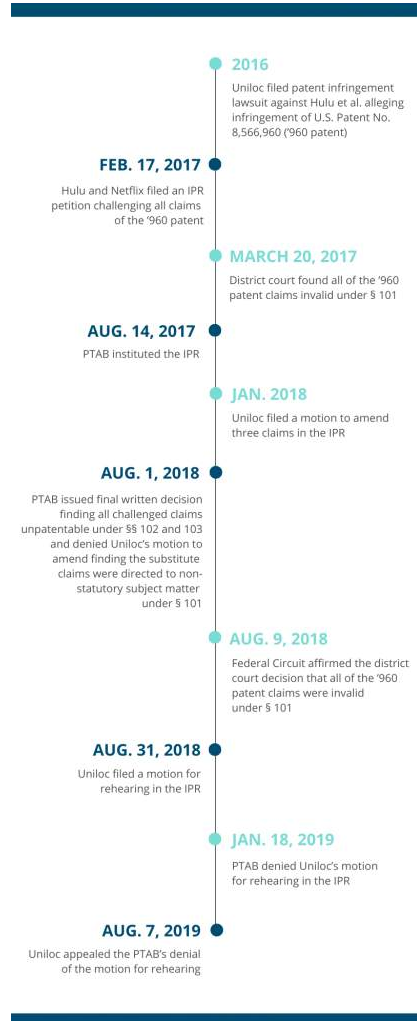 2016
Uniloc filed patent infringement
lawsuit against Hulu et al. alleging
infringement of U.S. Patent No.
8,566,960 ('960 patent)
FEB. 17, 2017
Hulu and Netflix filed an IPR
petition challenging all claims
of the '960 patent
MARCH 20, 2017
District court found all of the '960
patent claims invalid under § 101
AUG. 14, 2017
PTAB instituted the IPR
JAN. 2018
Uniloc filed a motion to amend
three claims in the IPR
AUG. 1, 2018
PTAB issued final written decision
finding all challenged claims
unpatentable under §§ 102 and 103
and denied Uniloc's motion to
amend finding the substitute
claims were directed to non-
statutory subject matter
under § 101
AUG. 9, 2018
Federal Circuit affirmed the district
court decision that all of the '960
patent claims were invalid
under § 101
AUG. 31, 2018
Uniloc filed a motion for
rehearing in the IPR
JAN. 18, 2019
PTAB denied Uniloc's motion
for rehearing in the IPR
AUG. 7, 2019
Uniloc appealed the PTAB's denial
of the motion for rehearing